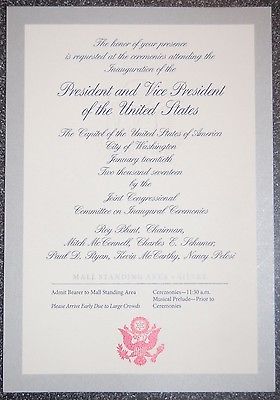 The honor of your presence
is requested at the ceremonies attending the
Inauguration of the
President and Vice President
of the United States
The Capitol of the United States of America
City of Washington
January twentieth
Two thousand seventeen
by the
Joint Congressional
Committee on Inaugural Ceremonies
Roy Blunt, Chairman,
Mitch McConnell, Charles E. Schumer,
Paul D. Ryan, Kevin McCarthy, Nancy Pelosi
MALL STANDING AREA
Admit Bearer to Mall Standing Area
Please Arrive Early Due to Large Crowds
Ceremonies—11:30 a.m.
Musical Prelude—Prior to
Ceremonies